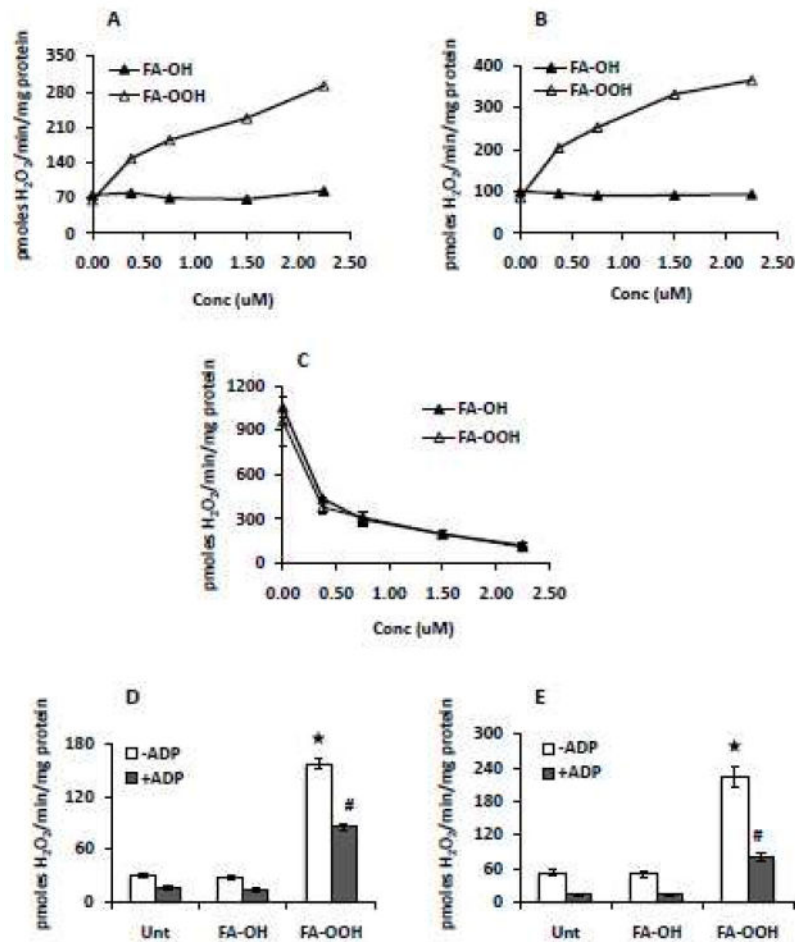 A
pmoles H₂O₂/min/mg protein
350
280
210
140
70
0
FA-OH
FA-OOH
0.00 0.50 1.00 1.50 2.00 2.50
Conc (uM)
B
pmoles H₂O₂/min/mg protein
400
300
200
100
0
FA-OH
FA-OOH
0.00 0.50 1.00 1.50 2.00 2.50
Conc (uM)
C
pmoles H₂O₂/min/mg protein
1200
900
600
300
0
FA-OH
FA-OOH
0.00 0.50 1.00 1.50 2.00 2.50
Conc (uM)
D
pmoles H₂O₂/min/mg protein
180
120
60
0
-ADP
+ADP
★
#
Unt FA-OH FA-OOH
E
pmoles H₂O₂/min/mg protein
300
240
180
120
60
0
-ADP
+ADP
★
#
Unt FA-OH FA-OOH